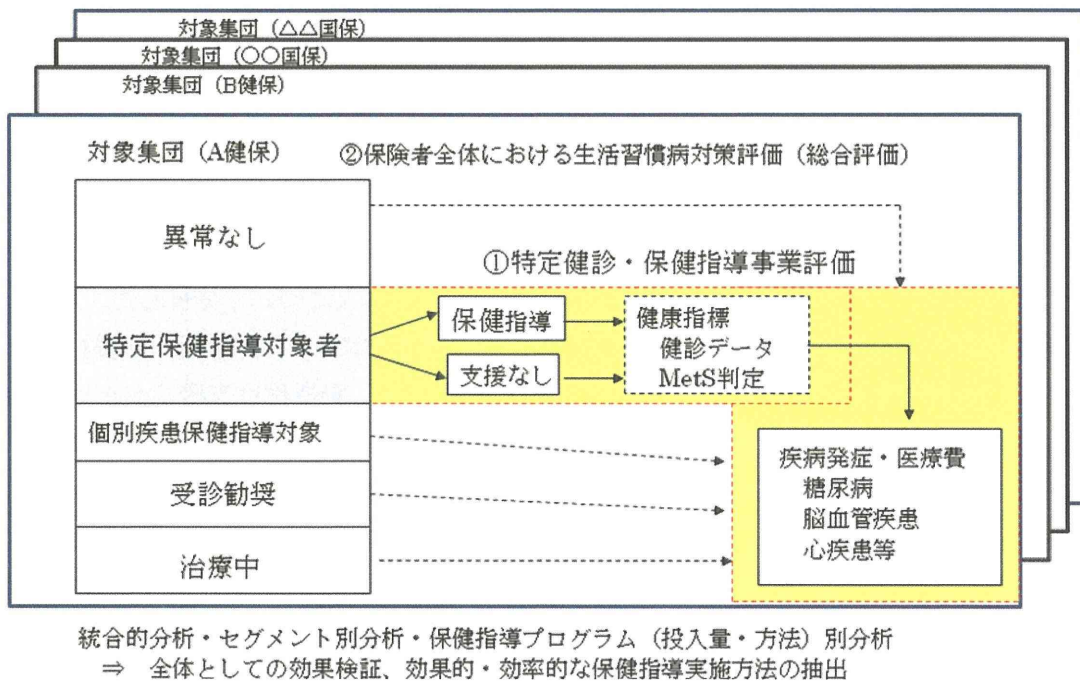 対象集団（△△国保）
対象集団（〇〇国保）
対象集団（B健保）
対象集団（A健保）
②保険者全体における生活習慣病対策評価（総合評価）
異常なし
①特定健診・保健指導事業評価
特定保健指導対象者
保健指導
支援なし
健康指標
健診データ
MetS判定
個別疾患保健指導対象
受診勧奨
治療中
疾病発症・医療費
糖尿病
脳血管疾患
心疾患等
統合的分析・セグメント別分析・保健指導プログラム（投入量・方法）別分析
⇒ 全体としての効果検証、効果的・効率的な保健指導実施方法の抽出